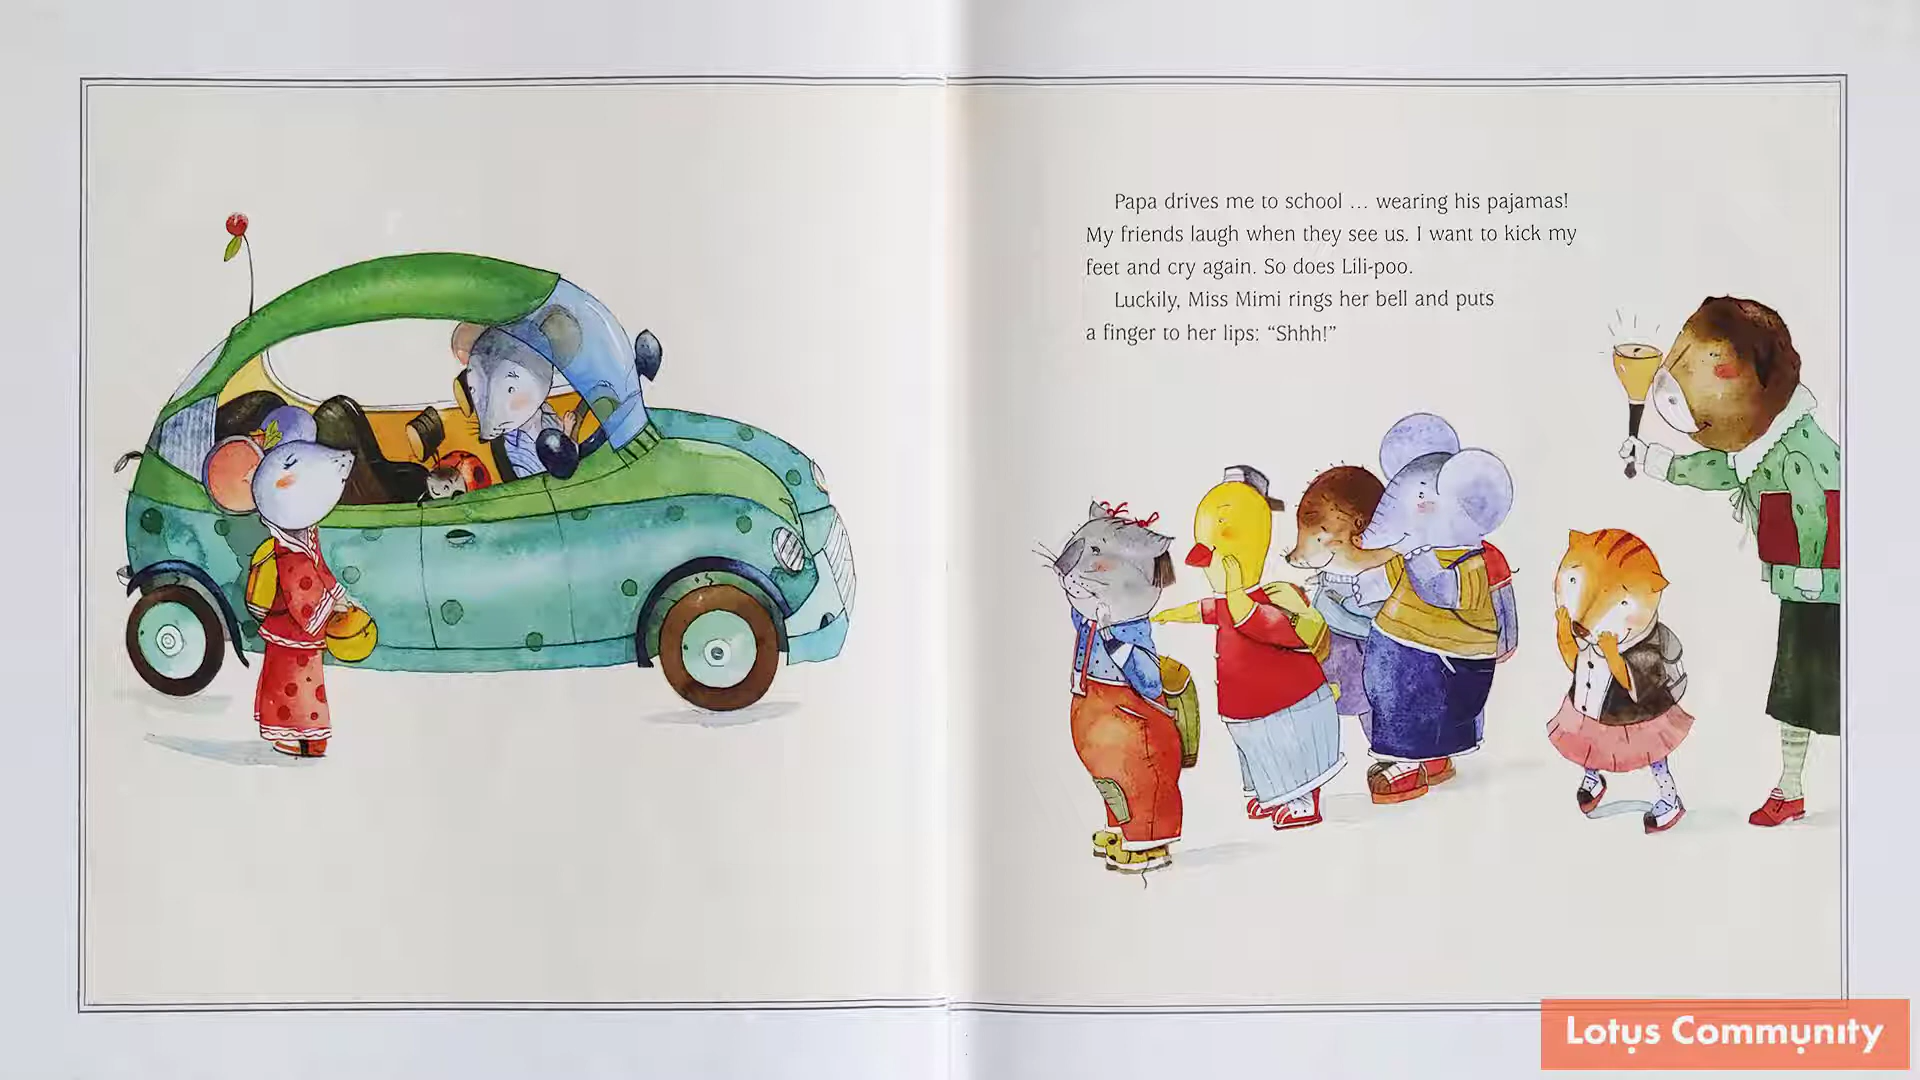 Papa drives me to school ... wearing his pajamas!
My friends laugh when they see us. I want to kick my
feet and cry again. So does Lili-poo.
Luckily, Miss Mimi rings her bell and puts
a finger to her lips: “Shhh!”
Lotus Community